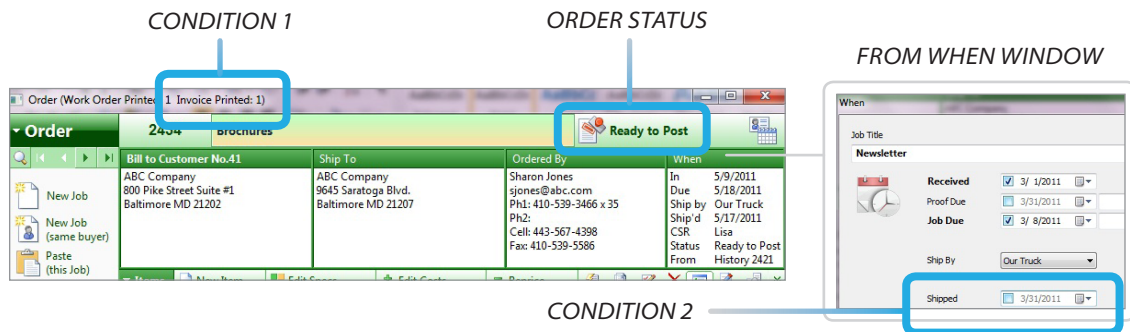 CONDITION 1
ORDER STATUS
FROM WHEN WINDOW
Order (Work Order Printed: 1 Invoice Printed: 1)
Order
Brochures
Ready to Post
Bill to Customer No.41
Ship To
Ordered By
When
New Job
New Job
(same buyer)
Paste
(this Job)
ABC Company
800 Pike Street Suite #1
Baltimore MD 21202
ABC Company
9645 Saratoga Blvd.
Baltimore MD 21207
Sharon Jones
sjones@abc.com
Ph1: 410-539-3466 x 35
Ph2:
Cell: 443-567-4398
Fax: 410-539-5586
In 5/9/2011
Due 5/18/2011
Ship by Our Truck
Ship'd 5/17/2011
CSR Lisa
Status Ready to Post
From History 2421
When
Job Title
Newsletter
Received 3/ 1/2011
Proof Due 3/31/2011
Job Due 3/ 8/2011
Ship By Our Truck
Shipped 3/31/2011
CONDITION 2